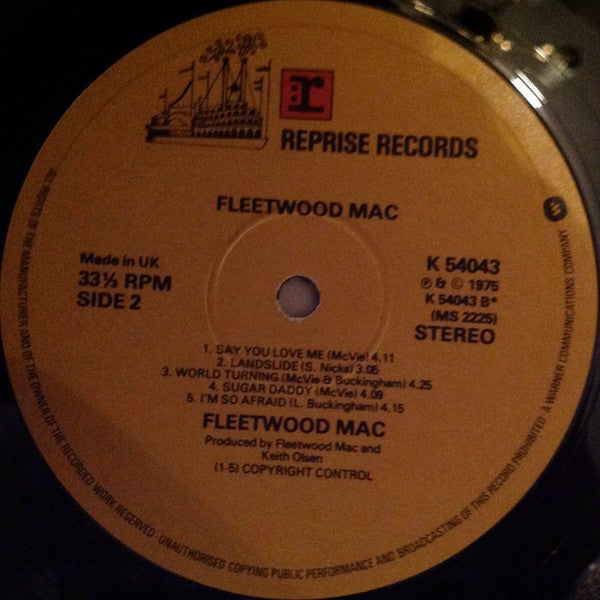 r
REPRISE RECORDS
FLEETWOOD MAC
Made in UK
33⅓ RPM
SIDE 2
K 54043
℗ & © 1975
K 54043 B*
(MS 2225)
STEREO
1. SAY YOU LOVE ME (McVie) 4.11
2. LANDSLIDE (S. Nicks) 3.05
3. WORLD TURNING (McVie & Buckingham) 4.25
4. SUGAR DADDY (McVie) 4.09
5. I'M SO AFRAID (L. Buckingham) 4.15
FLEETWOOD MAC
Produced by Fleetwood Mac and
Keith Olsen
(1-5) COPYRIGHT CONTROL
ALL RIGHTS OF THE MANUFACTURER AND OF THE OWNER OF THE RECORDED WORK RESERVED UNAUTHORISED COPYING PUBLIC PERFORMANCE AND BROADCASTING OF THIS RECORD PROHIBITED A WARNER COMMUNICATIONS COMPANY